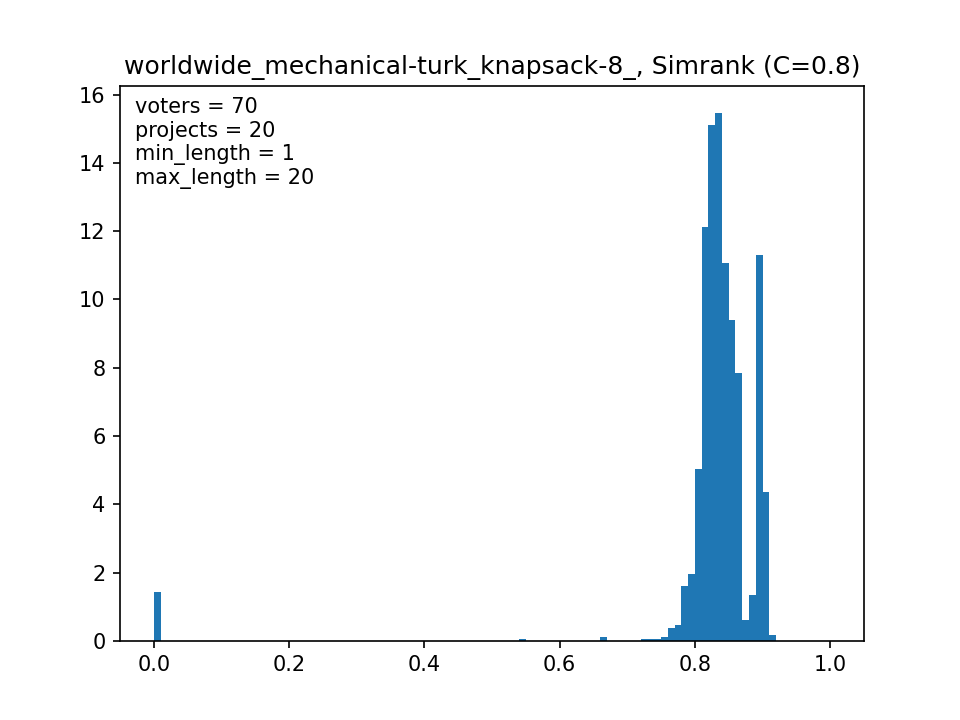 worldwide_mechanical-turk_knapsack-8_, Simrank (C=0.8)
voters = 70
projects = 20
min_length = 1
max_length = 20
16
14
12
10
8
6
4
2
0
0.0 0.2 0.4 0.6 0.8 1.0